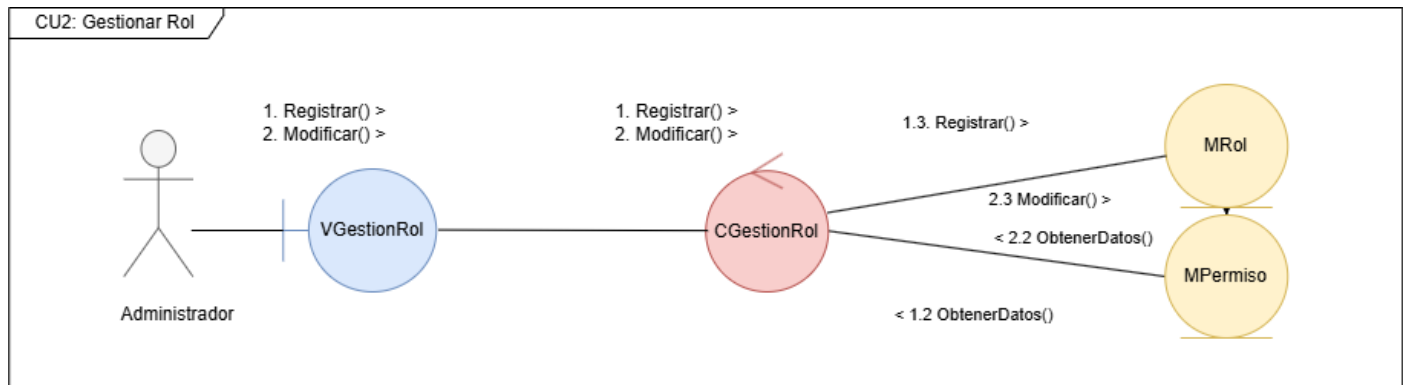 CU2: Gestionar Rol
1. Registrar() >
2. Modificar() >
1. Registrar() >
2. Modificar() >
1.3. Registrar() >
MRol
2.3 Modificar() >
VGestionRol
CGestionRol
< 2.2 ObtenerDatos()
MPermiso
Administrador
< 1.2 ObtenerDatos()